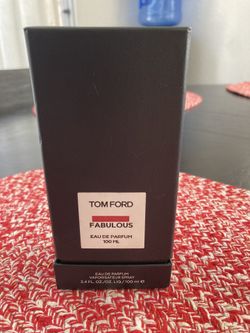 TOM FORD
FABULOUS
EAU DE PARFUM
100 ML
EAU DE PARFUM
VAPORISATEUR SPRAY
3.4 FL.OZ./OZ. LIQ / 100 ml ℮